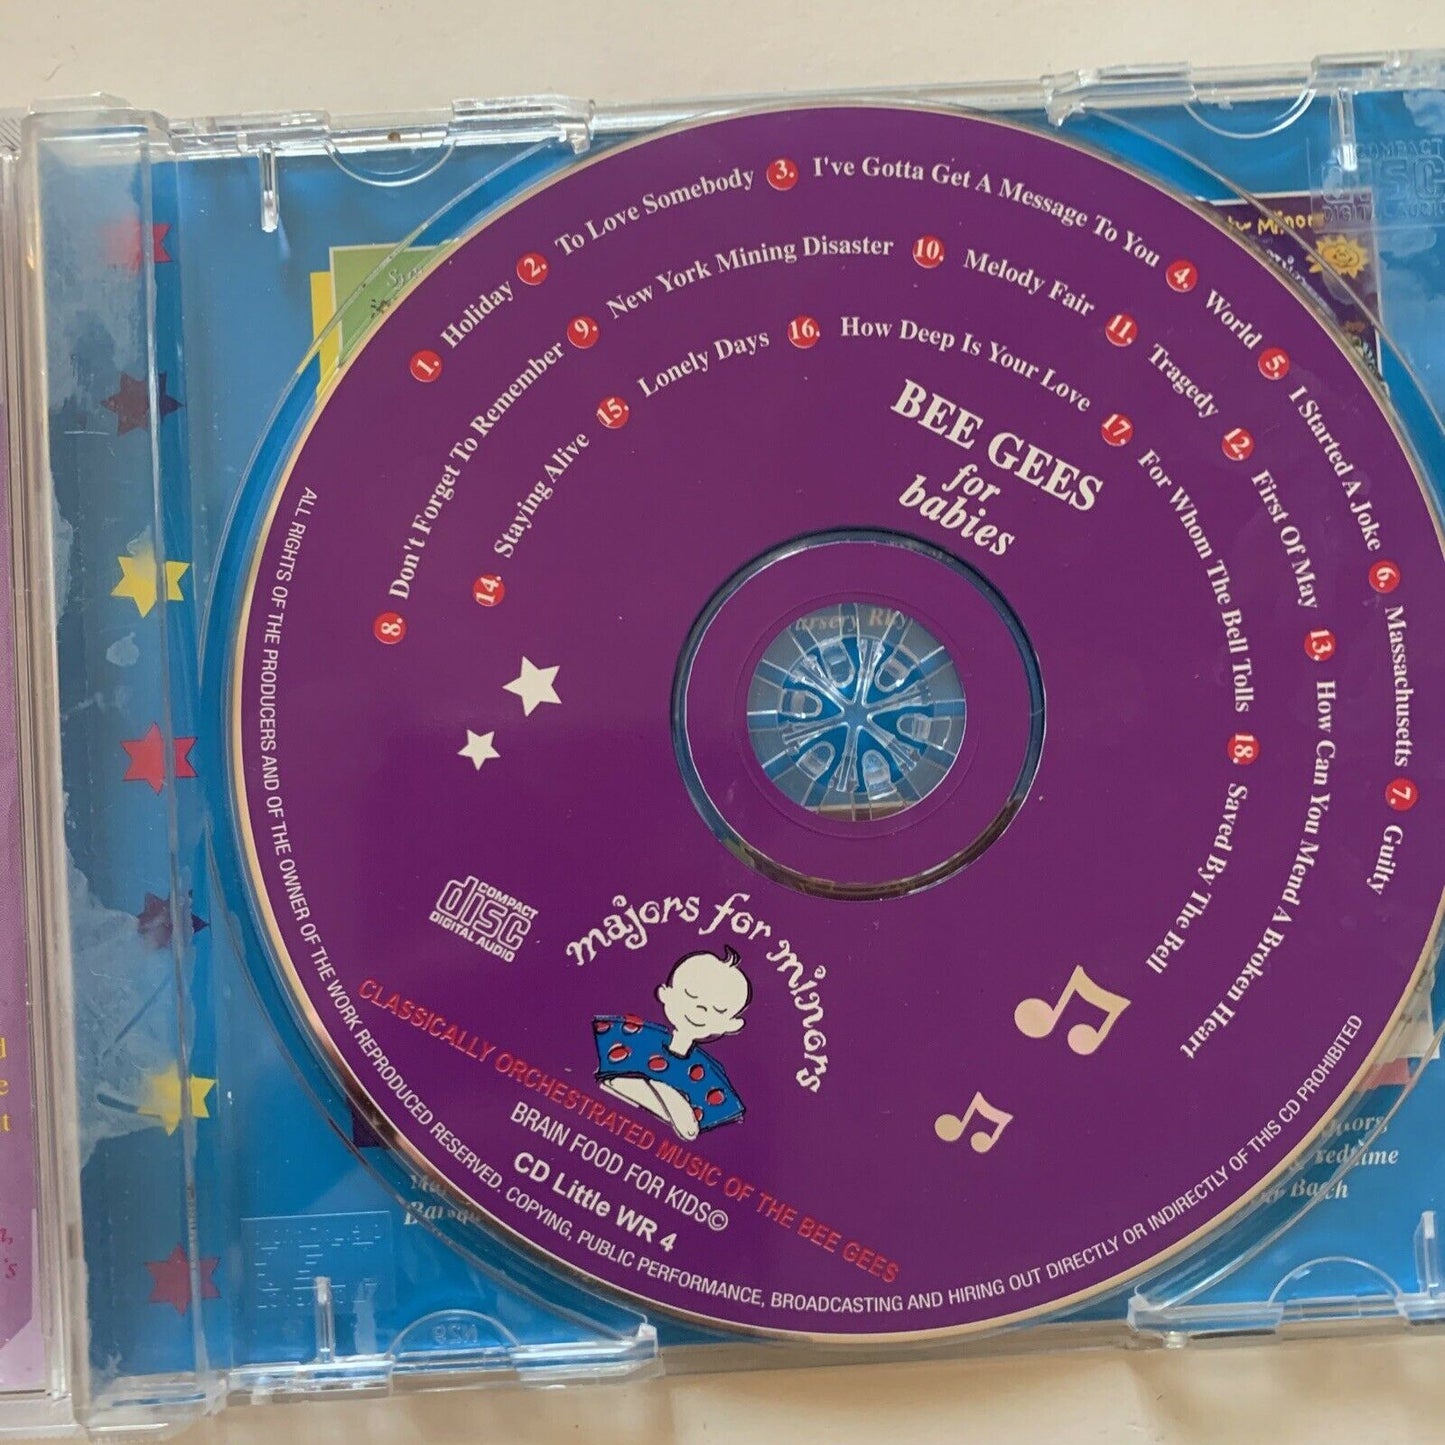 BEE GEES
for
babies
1. Holiday 2. To Love Somebody 3. I've Gotta Get A Message To You 4. World 5. I Started A Joke 6. Massachusetts 7. Guilty
8. Don't Forget To Remember 9. New York Mining Disaster 10. Melody Fair 11. Tragedy 12. First Of May 13. How Can You Mend A Broken Heart
14. Staying Alive 15. Lonely Days 16. How Deep Is Your Love 17. For Whom The Bell Tolls 18. Saved By The Bell
COMPACT
disc
DIGITAL AUDIO
majors for minors
CLASSICALLY ORCHESTRATED MUSIC OF THE BEE GEES
BRAIN FOOD FOR KIDS©
CD Little WR 4
ALL RIGHTS OF THE PRODUCERS AND OF THE OWNER OF THE WORK REPRODUCED RESERVED. COPYING, PUBLIC PERFORMANCE, BROADCASTING AND HIRING OUT DIRECTLY OR INDIRECTLY OF THIS CD PROHIBITED